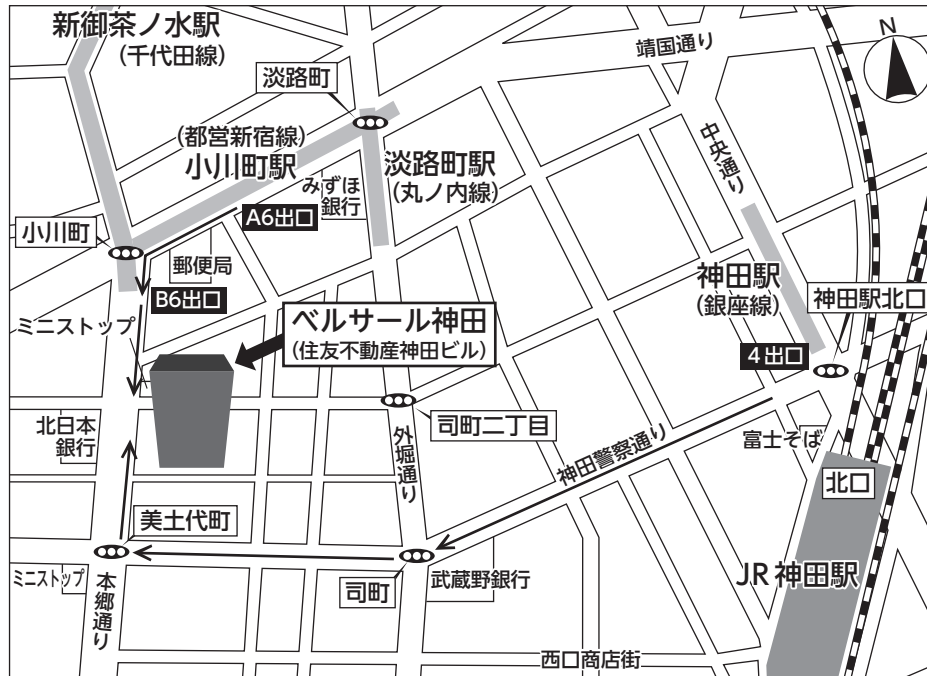 新御茶ノ水駅
(千代田線)
靖国通り
N
淡路町
(都営新宿線)
小川町駅
中央通り
淡路町駅
(丸ノ内線)
みずほ
銀行
A6出口
小川町
郵便局
神田駅
(銀座線)
神田駅北口
B6出口
ミニストップ
ベルサール神田
(住友不動産神田ビル)
4出口
北日本
銀行
司町二丁目
外堀通り
神田警察通り
富士そば
北口
美土代町
ミニストップ
本郷通り
司町
武蔵野銀行
JR神田駅
西口商店街